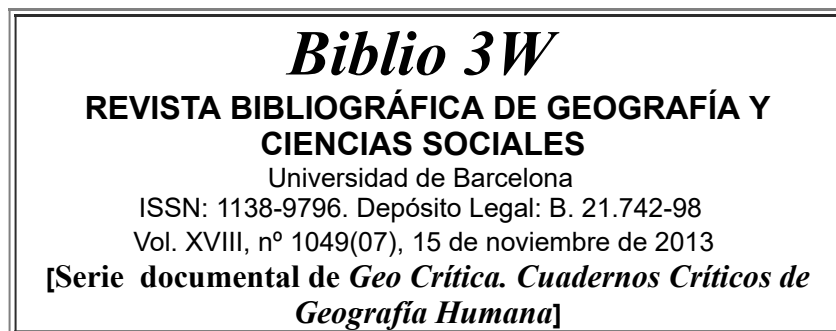 Biblio 3W
REVISTA BIBLIOGRÁFICA DE GEOGRAFÍA Y
CIENCIAS SOCIALES
Universidad de Barcelona
ISSN: 1138-9796. Depósito Legal: B. 21.742-98
Vol. XVIII, nº 1049(07), 15 de noviembre de 2013
[Serie documental de Geo Crítica. Cuadernos Críticos de
Geografía Humana]